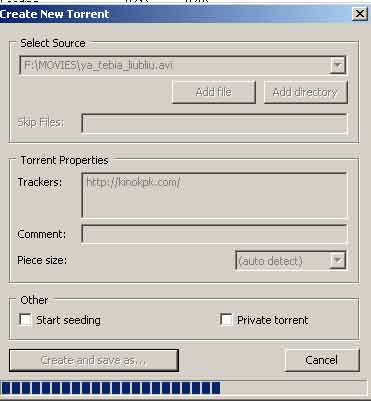 Create New Torrent
Select Source
F:\MOVIES\ya_tebia_liubliu.avi
Add file
Add directory
Skip Files:
Torrent Properties
Trackers:
http://kinokpk.com/
Comment:
Piece size:
(auto detect)
Other
Start seeding
Private torrent
Create and save as...
Cancel